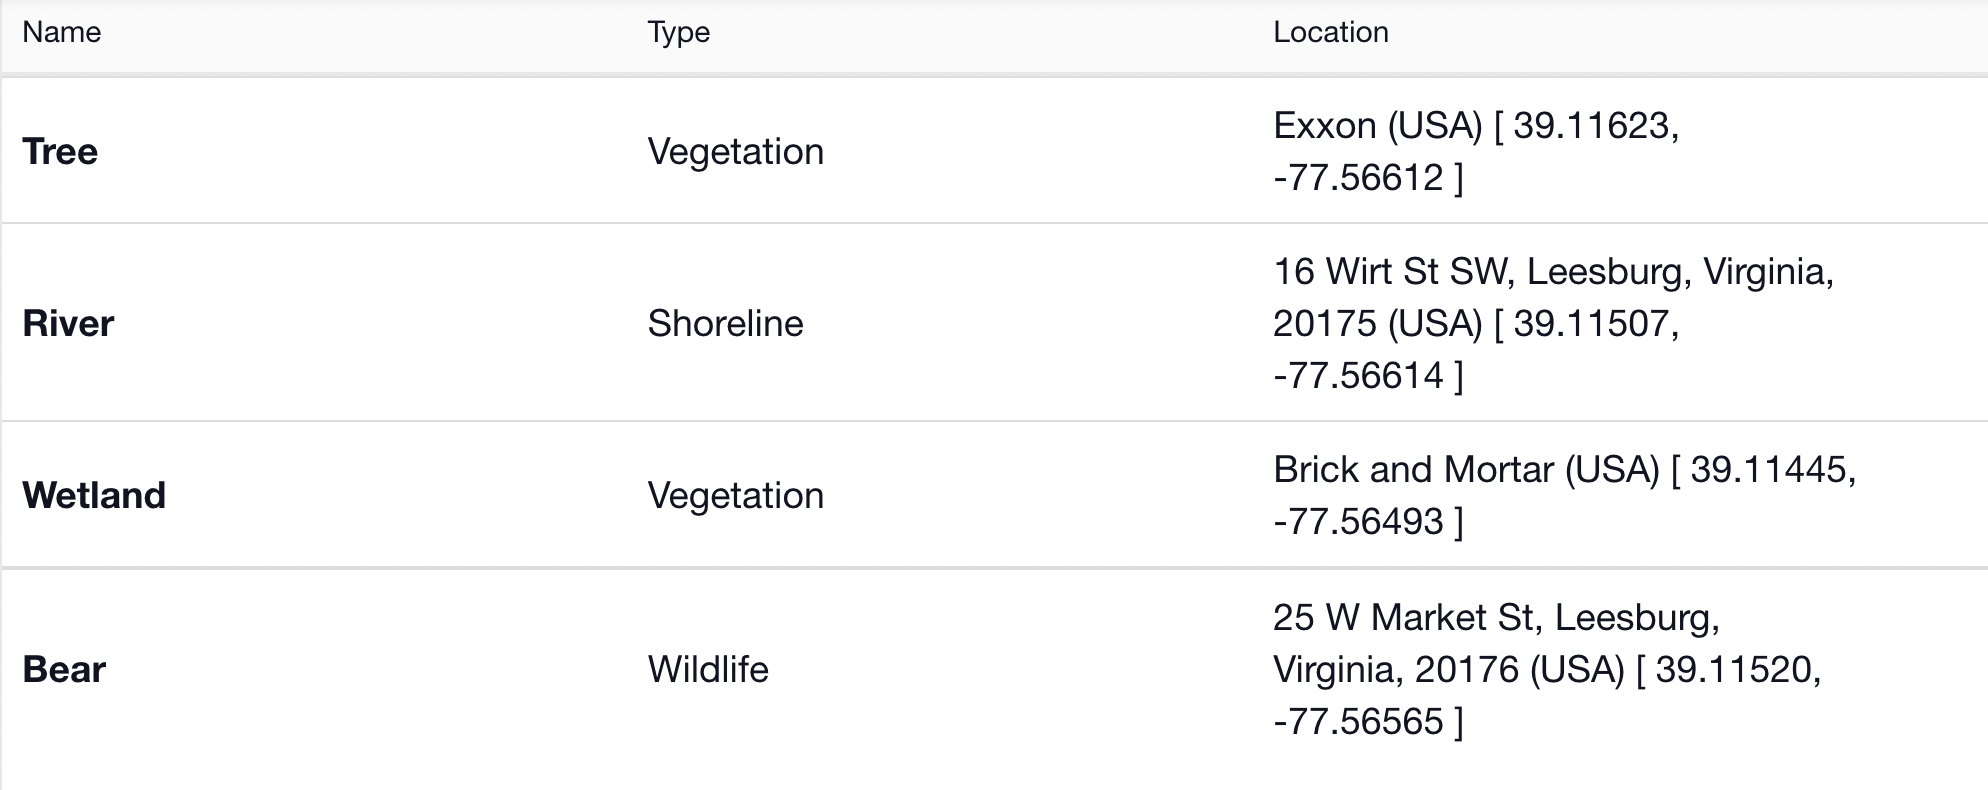 Name Type Location
Tree Vegetation Exxon (USA) [ 39.11623,
-77.56612 ]
River Shoreline 16 Wirt St SW, Leesburg, Virginia,
20175 (USA) [ 39.11507,
-77.56614 ]
Wetland Vegetation Brick and Mortar (USA) [ 39.11445,
-77.56493 ]
Bear Wildlife 25 W Market St, Leesburg,
Virginia, 20176 (USA) [ 39.11520,
-77.56565 ]